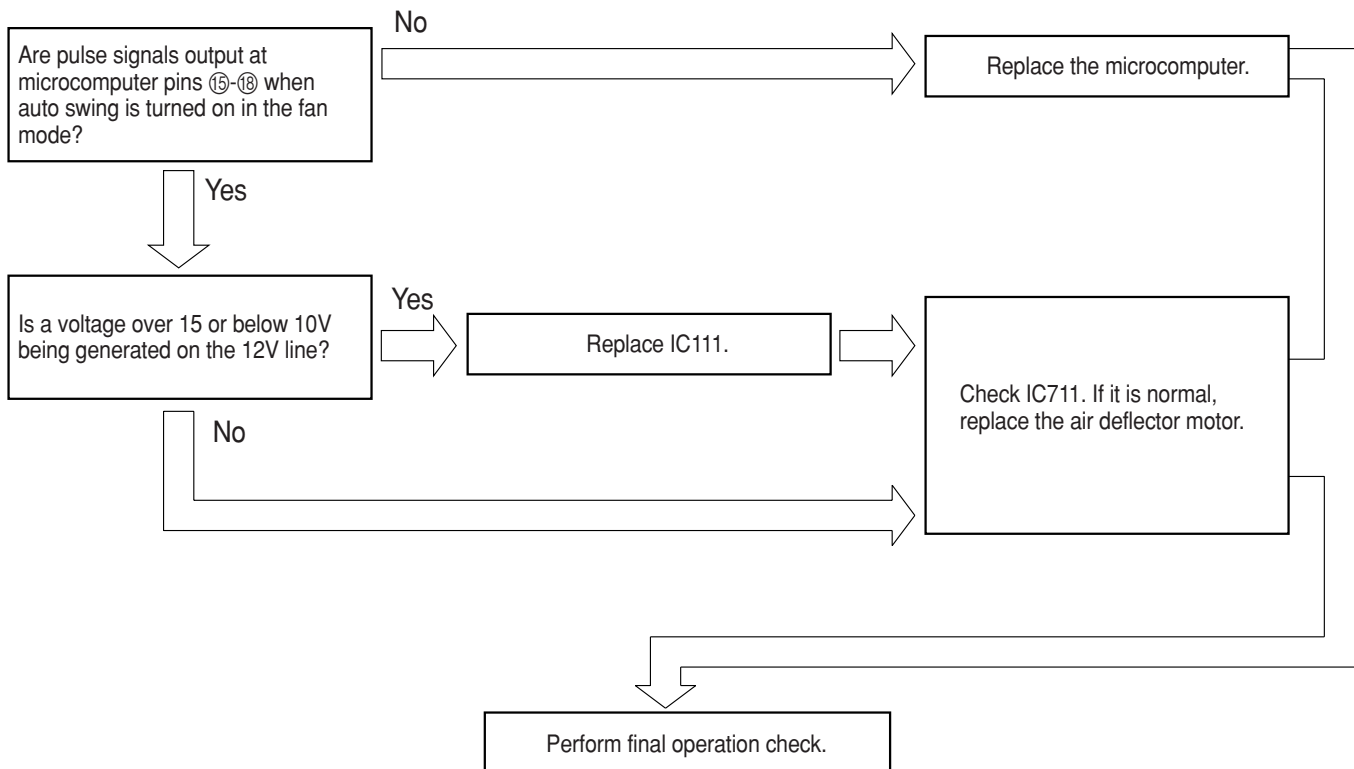 No
Are pulse signals output at
microcomputer pins ⑮-⑱ when
auto swing is turned on in the fan
mode?
Replace the microcomputer.
Yes
Is a voltage over 15 or below 10V
being generated on the 12V line?
Yes
Replace IC111.
Check IC711. If it is normal,
replace the air deflector motor.
No
Perform final operation check.